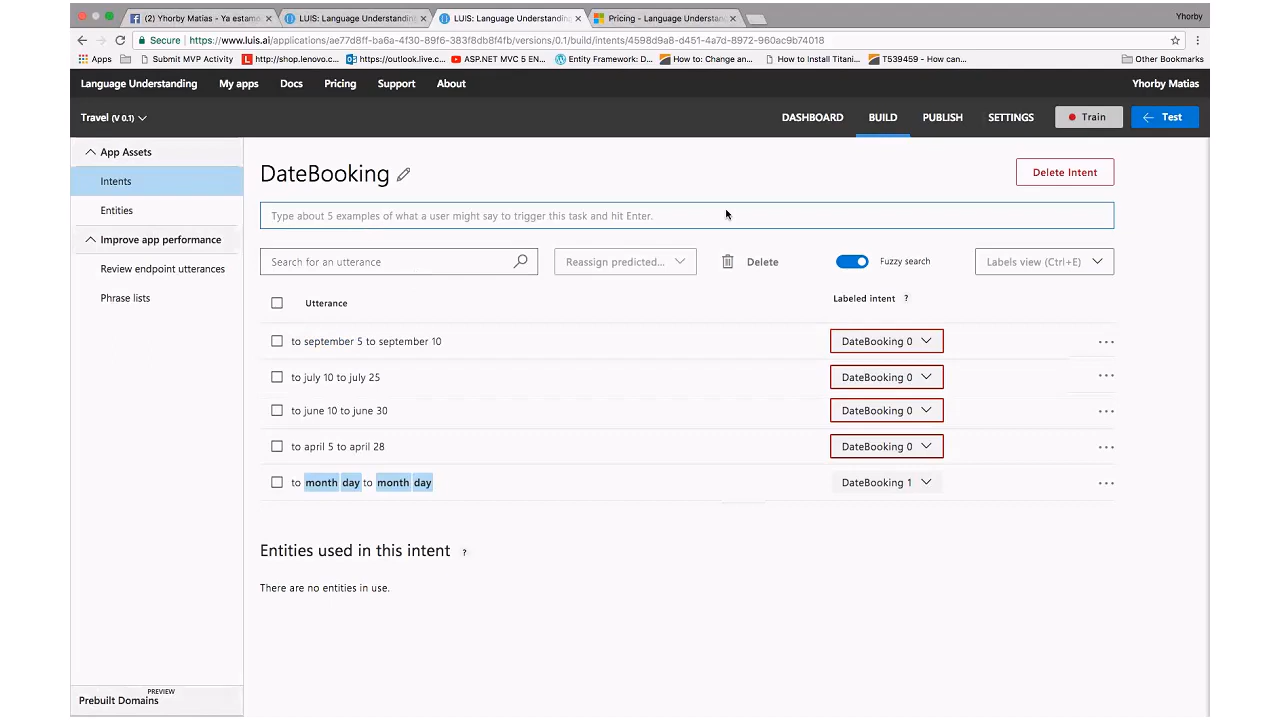 (1) Yhorby Matias - Ya estamo
LUIS: Language Understandin
LUIS: Language Understandin
Pricing - Language Understan
Yhorby
Secure
https://www.luis.ai/applications/ae77d8ff-ba6a-4f30-89f6-383f8db8f4fb/versions/0.1/build/intents/4598d9a8-d451-4a7d-8972-960ac9b74018
Apps
Submit MVP Activity
http://shop.lenovo.c...
https://outlook.live.c...
ASP.NET MVC 5 EN...
Entity Framework: D...
How to: Change an...
How to Install Titani...
T539459 - How can...
Other Bookmarks
Language Understanding
My apps
Docs
Pricing
Support
About
Yhorby Matias
Travel (V 0.1)
DASHBOARD
BUILD
PUBLISH
SETTINGS
Train
Test
App Assets
Intents
Entities
Improve app performance
Review endpoint utterances
Phrase lists
PREVIEW
Prebuilt Domains
DateBooking
Delete Intent
Type about 5 examples of what a user might say to trigger this task and hit Enter.
Search for an utterance
Reassign predicted...
Delete
Fuzzy search
Labels view (Ctrl+E)
Utterance
Labeled intent ?
to september 5 to september 10
DateBooking 0
to july 10 to july 25
DateBooking 0
to june 10 to june 30
DateBooking 0
to april 5 to april 28
DateBooking 0
to month day to month day
DateBooking 1
Entities used in this intent ?
There are no entities in use.